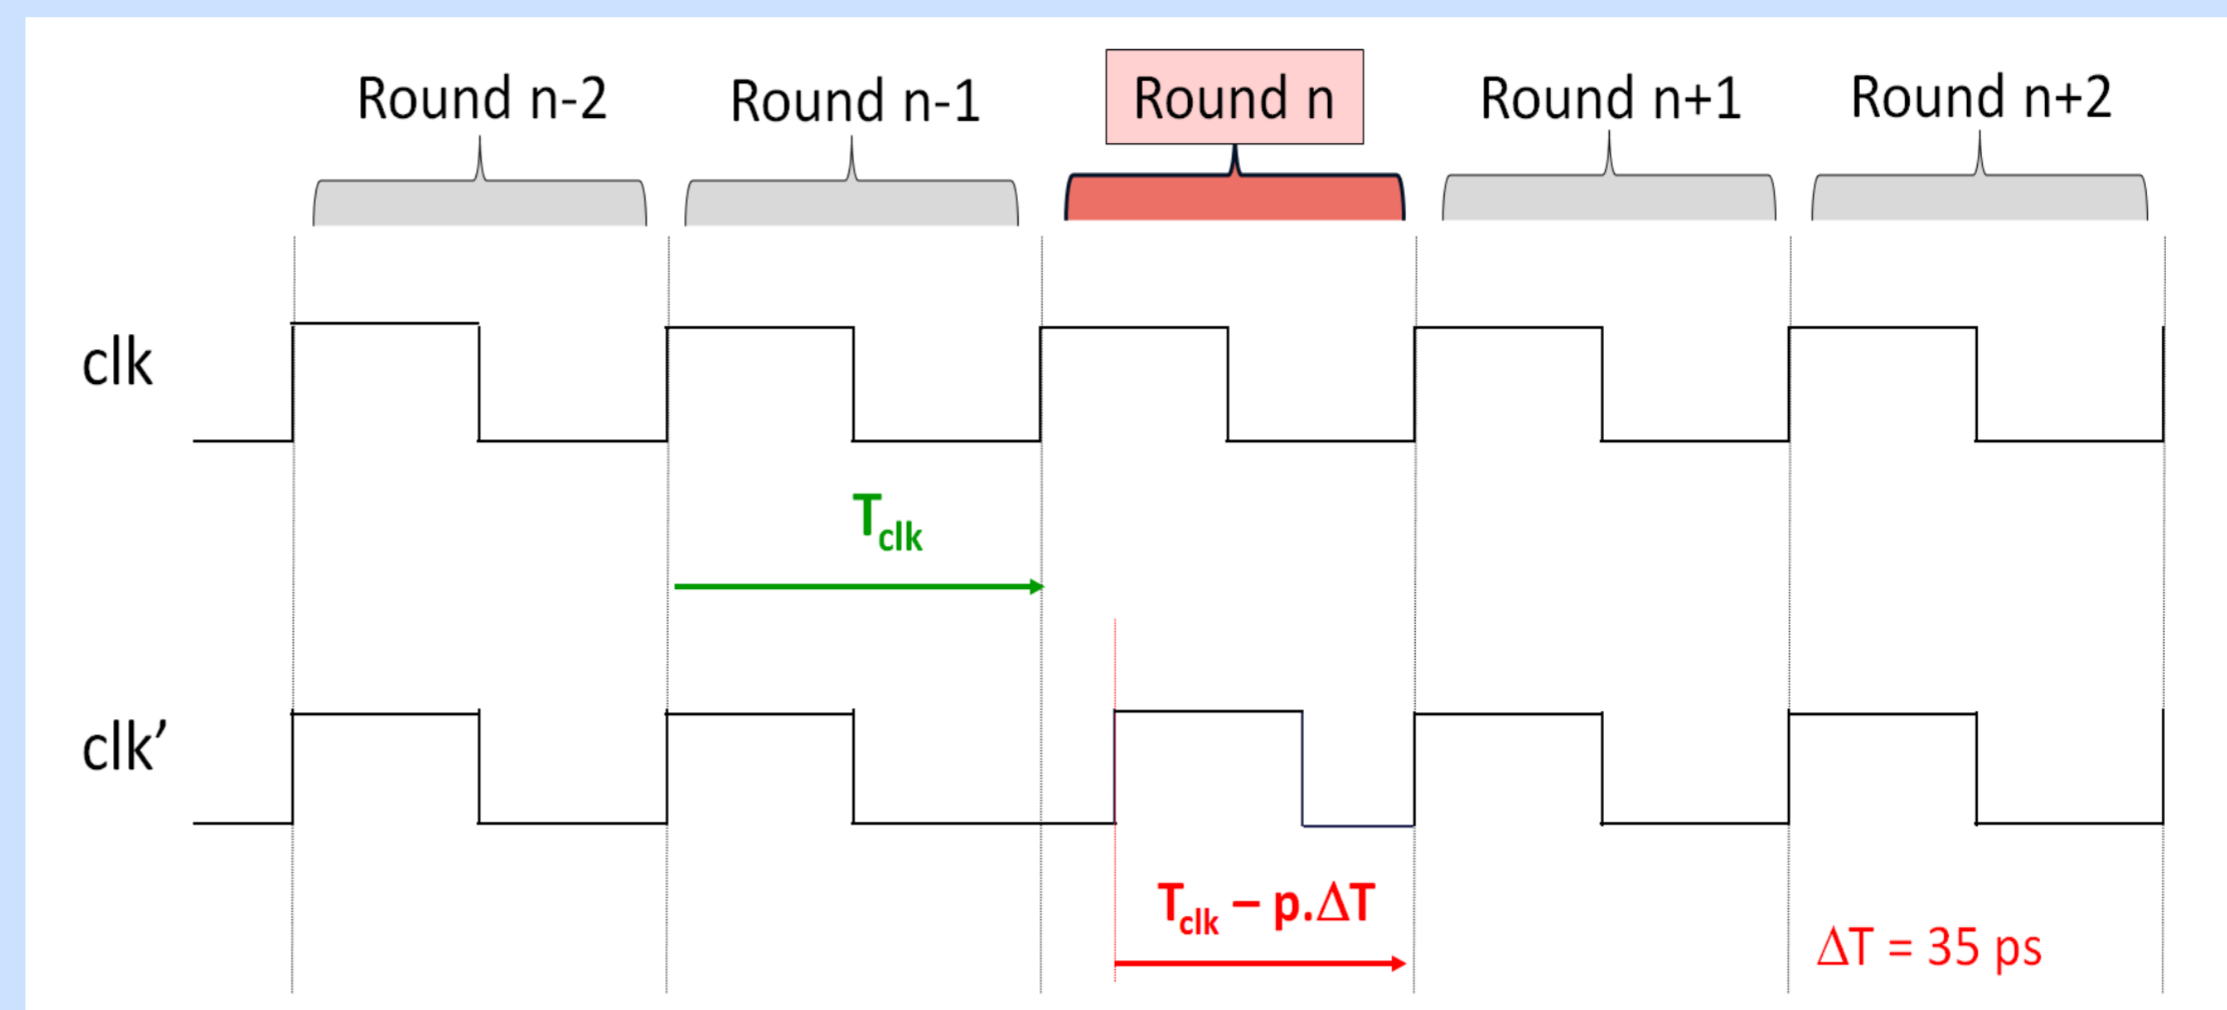 Round n-2
Round n-1
Round n
Round n+1
Round n+2
clk
Tclk
clk’
Tclk – p.ΔT
ΔT = 35 ps